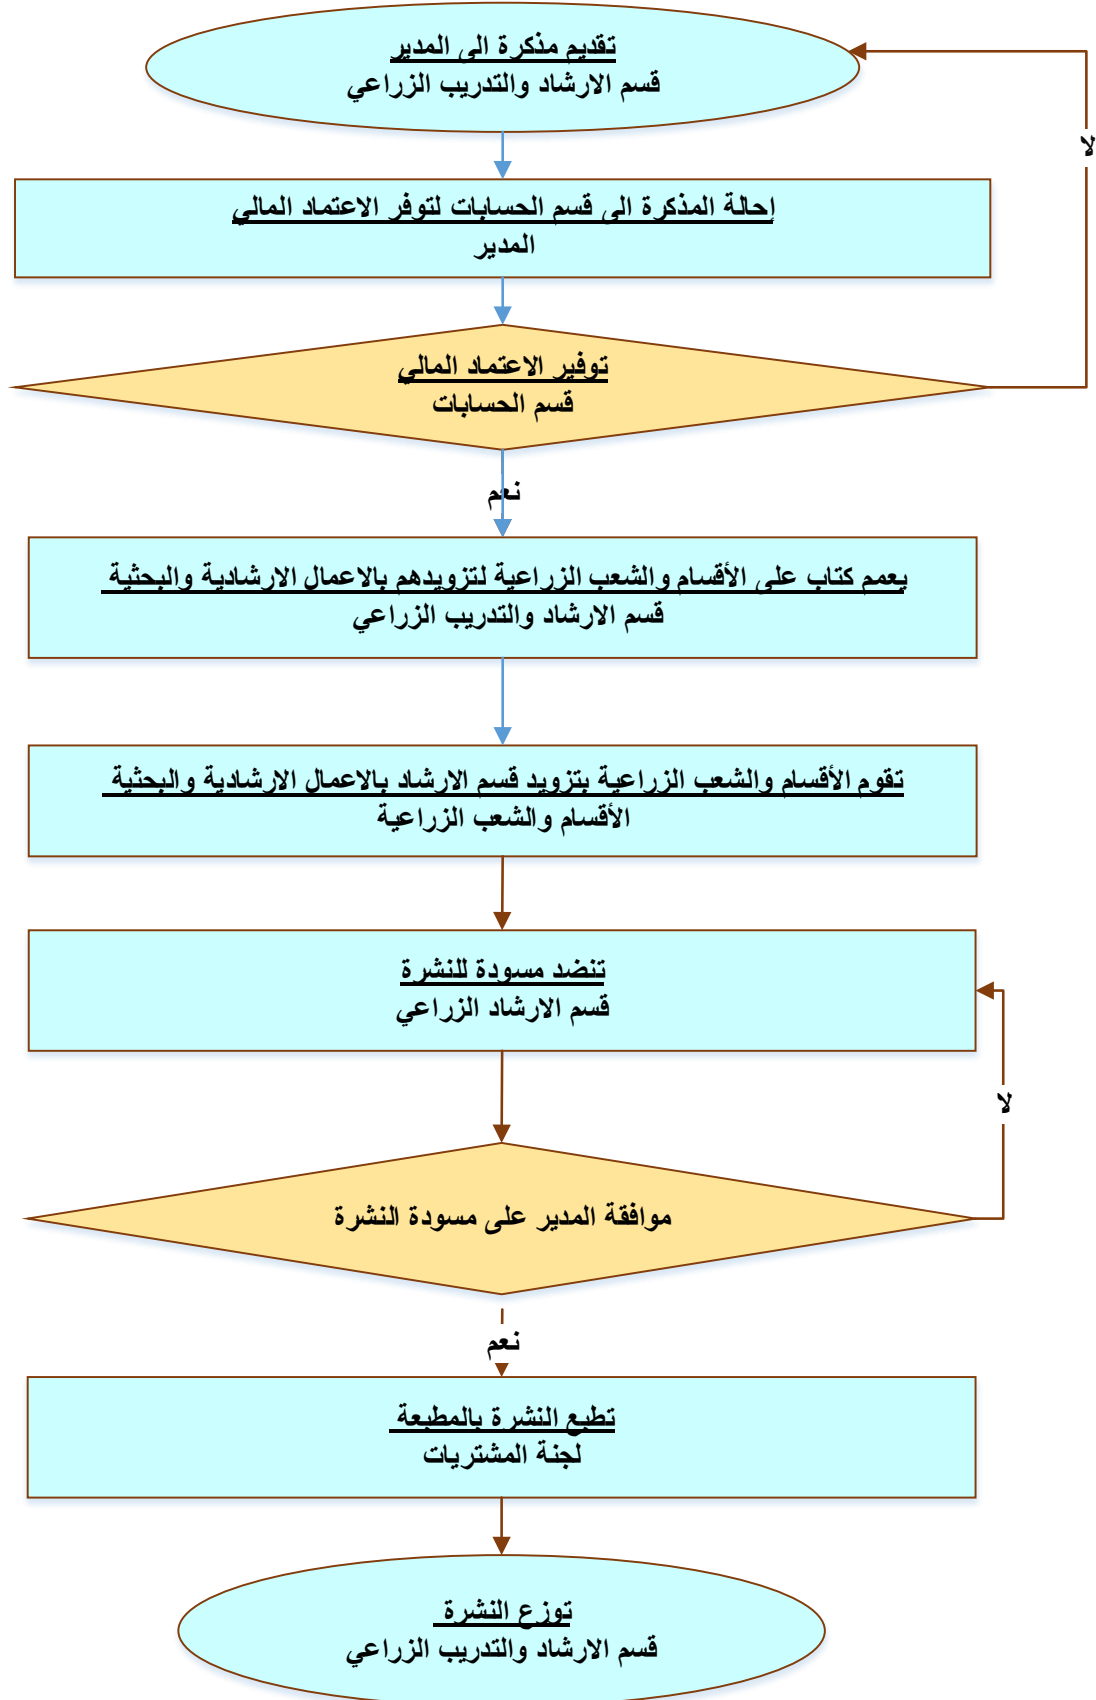 تقديم مذكرة الى المدير
قسم الارشاد والتدريب الزراعي
لا
إحالة المذكرة الى قسم الحسابات لتوفر الاعتماد المالي
المدير
توفير الاعتماد المالي
قسم الحسابات
نعم
يعمم كتاب على الأقسام والشعب الزراعية لتزويدهم بالاعمال الارشادية والبحثية
قسم الارشاد والتدريب الزراعي
تقوم الأقسام والشعب الزراعية بتزويد قسم الارشاد بالاعمال الارشادية والبحثية
الأقسام والشعب الزراعية
تنضد مسودة للنشرة
قسم الارشاد الزراعي
لا
موافقة المدير على مسودة النشرة
نعم
تطبع النشرة بالمطبعة
لجنة المشتريات
توزع النشرة
قسم الارشاد والتدريب الزراعي